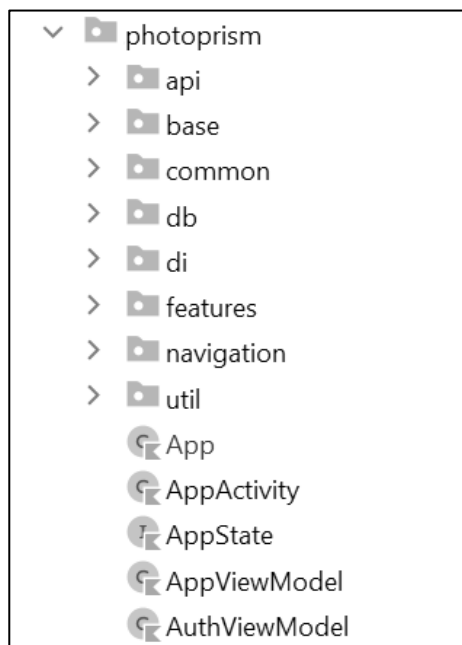 photoprism
api
base
common
db
di
features
navigation
util
App
AppActivity
AppState
AppViewModel
AuthViewModel